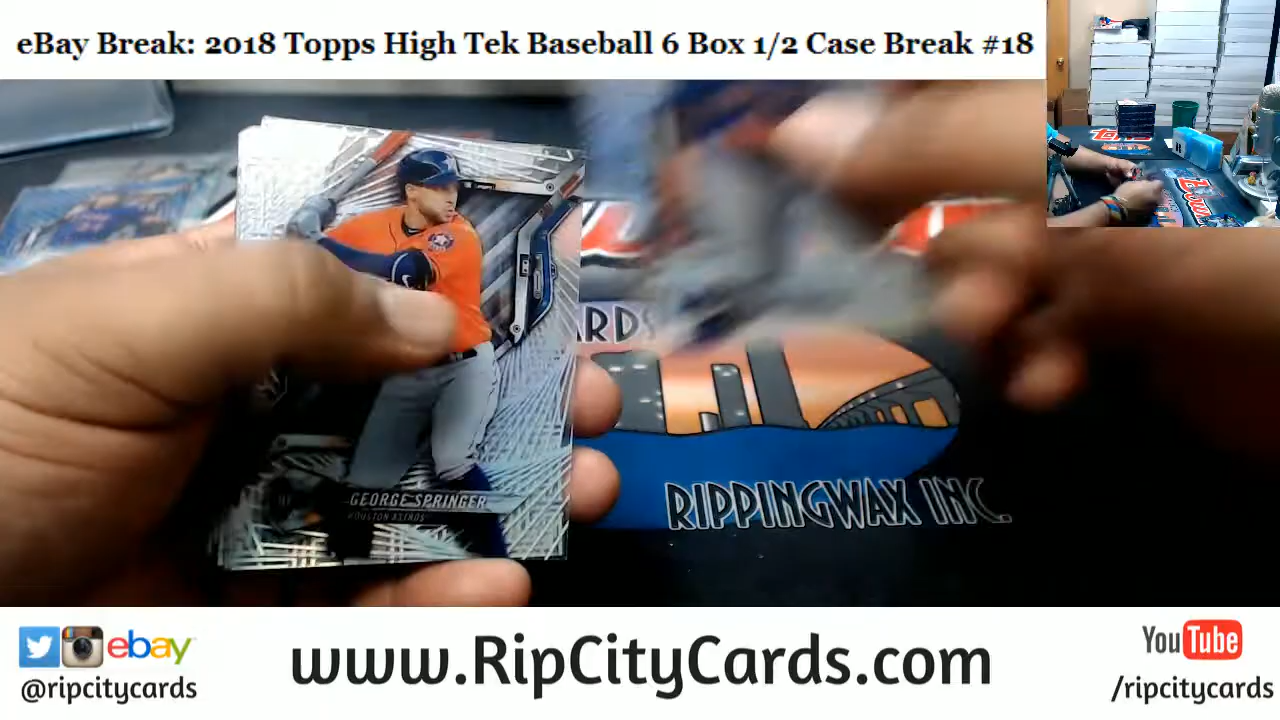 eBay Break: 2018 Topps High Tek Baseball 6 Box 1/2 Case Break #18
ARDS
GEORGE SPRINGER
HOUSTON ASTROS
RIPPINGWAX INC.
ebay
@ripcitycards
www.RipCityCards.com
YouTube
/ripcitycards